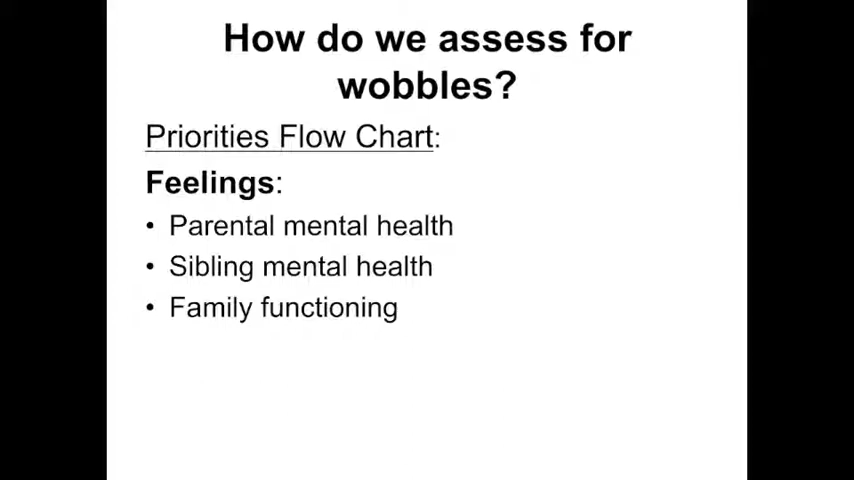 How do we assess for
wobbles?
Priorities Flow Chart:
Feelings:
• Parental mental health
• Sibling mental health
• Family functioning